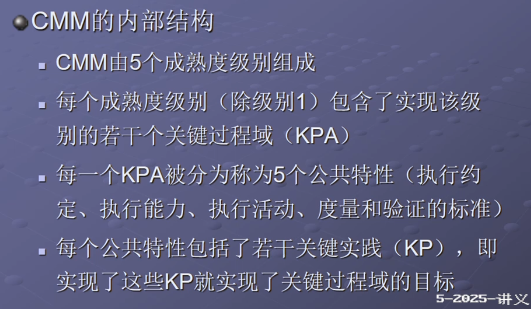 CMM的内部结构
CMM由5个成熟度级别组成
每个成熟度级别（除级别1）包含了实现该级
别的若干个关键过程域（KPA）
每一个KPA被分为称为5个公共特性（执行约
定、执行能力、执行活动、度量和验证的标准）
每个公共特性包括了若干关键实践（KP），即
实现了这些KP就实现了关键过程域的目标
5-2025-讲义